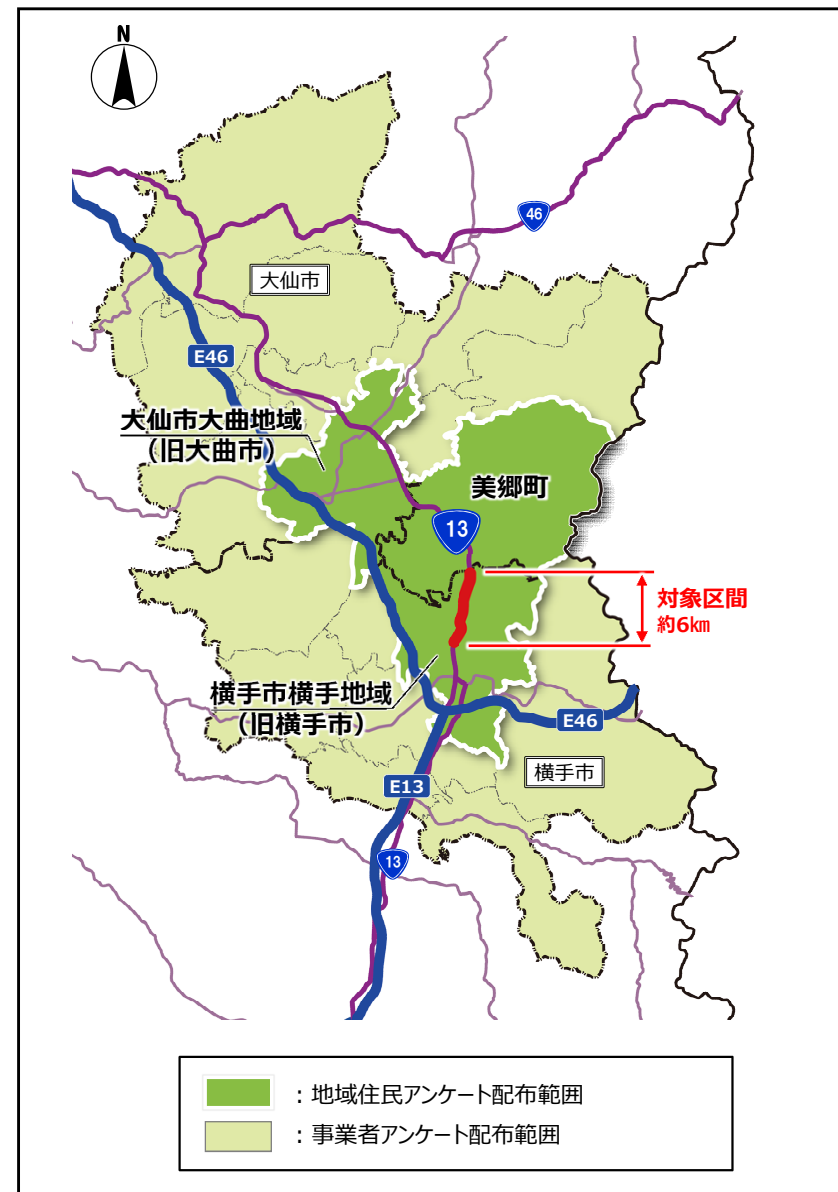 N
46
大仙市
E46
大仙市大曲地域
（旧大曲市）
美郷町
13
対象区間
約6㎞
横手市横手地域
（旧横手市）
E46
横手市
E13
13
：地域住民アンケート配布範囲
：事業者アンケート配布範囲